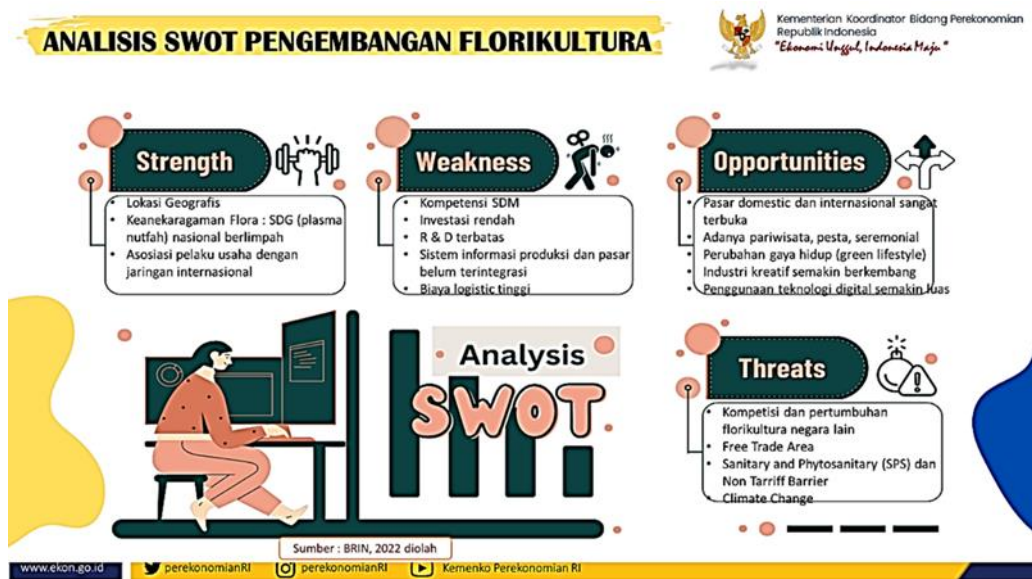 ANALISIS SWOT PENGEMBANGAN FLORIKULTURA
Kementerian Koordinator Bidang Perekonomian
Republik Indonesia
"Ekonomi Unggul, Indonesia Maju"
Strength
• Lokasi Geografis
• Keanekaragaman Flora : SDG (plasma
nutfah) nasional berlimpah
• Asosiasi pelaku usaha dengan
jaringan internasional
Weakness
• Kompetensi SDM
• Investasi rendah
• R & D terbatas
• Sistem informasi produksi dan pasar
belum terintegrasi
• Biaya logistic tinggi
Opportunities
• Pasar domestic dan internasional sangat
terbuka
• Adanya pariwisata, pesta, seremonial
• Perubahan gaya hidup (green lifestyle)
• Industri kreatif semakin berkembang
• Penggunaan teknologi digital semakin luas
Analysis
SWOT
Threats
• Kompetisi dan pertumbuhan
florikultura negara lain
• Free Trade Area
• Sanitary and Phytosanitary (SPS) dan
Non Tarriff Barrier
• Climate Change
Sumber : BRIN, 2022 diolah
www.ekon.go.id
perekonomianRI
perekonomianRI
Kemenko Perekonomian RI